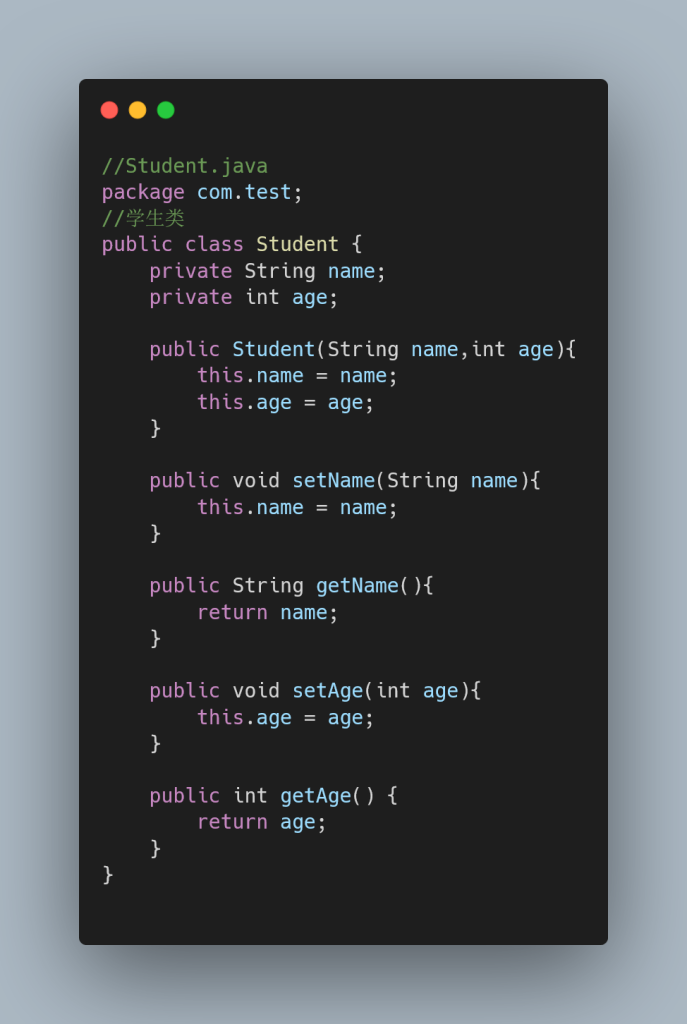 //Student.java
package com.test;
//学生类
public class Student {
    private String name;
    private int age;

    public Student(String name,int age){
        this.name = name;
        this.age = age;
    }

    public void setName(String name){
        this.name = name;
    }

    public String getName(){
        return name;
    }

    public void setAge(int age){
        this.age = age;
    }

    public int getAge() {
        return age;
    }
}